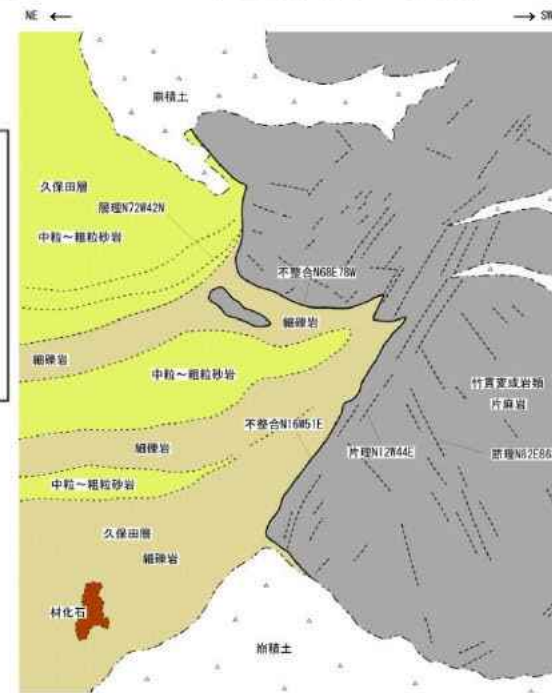 NE ← → SW
崩積土
久保田層
層理N72W42N
中粒～粗粒砂岩
不整合N68E78W
細礫岩
細礫岩
中粒～粗粒砂岩
竹貫変成岩類
片麻岩
不整合N16W51E
細礫岩
片理N12W44E
節理N82E86
中粒～粗粒砂岩
久保田層
細礫岩
材化石
崩積土